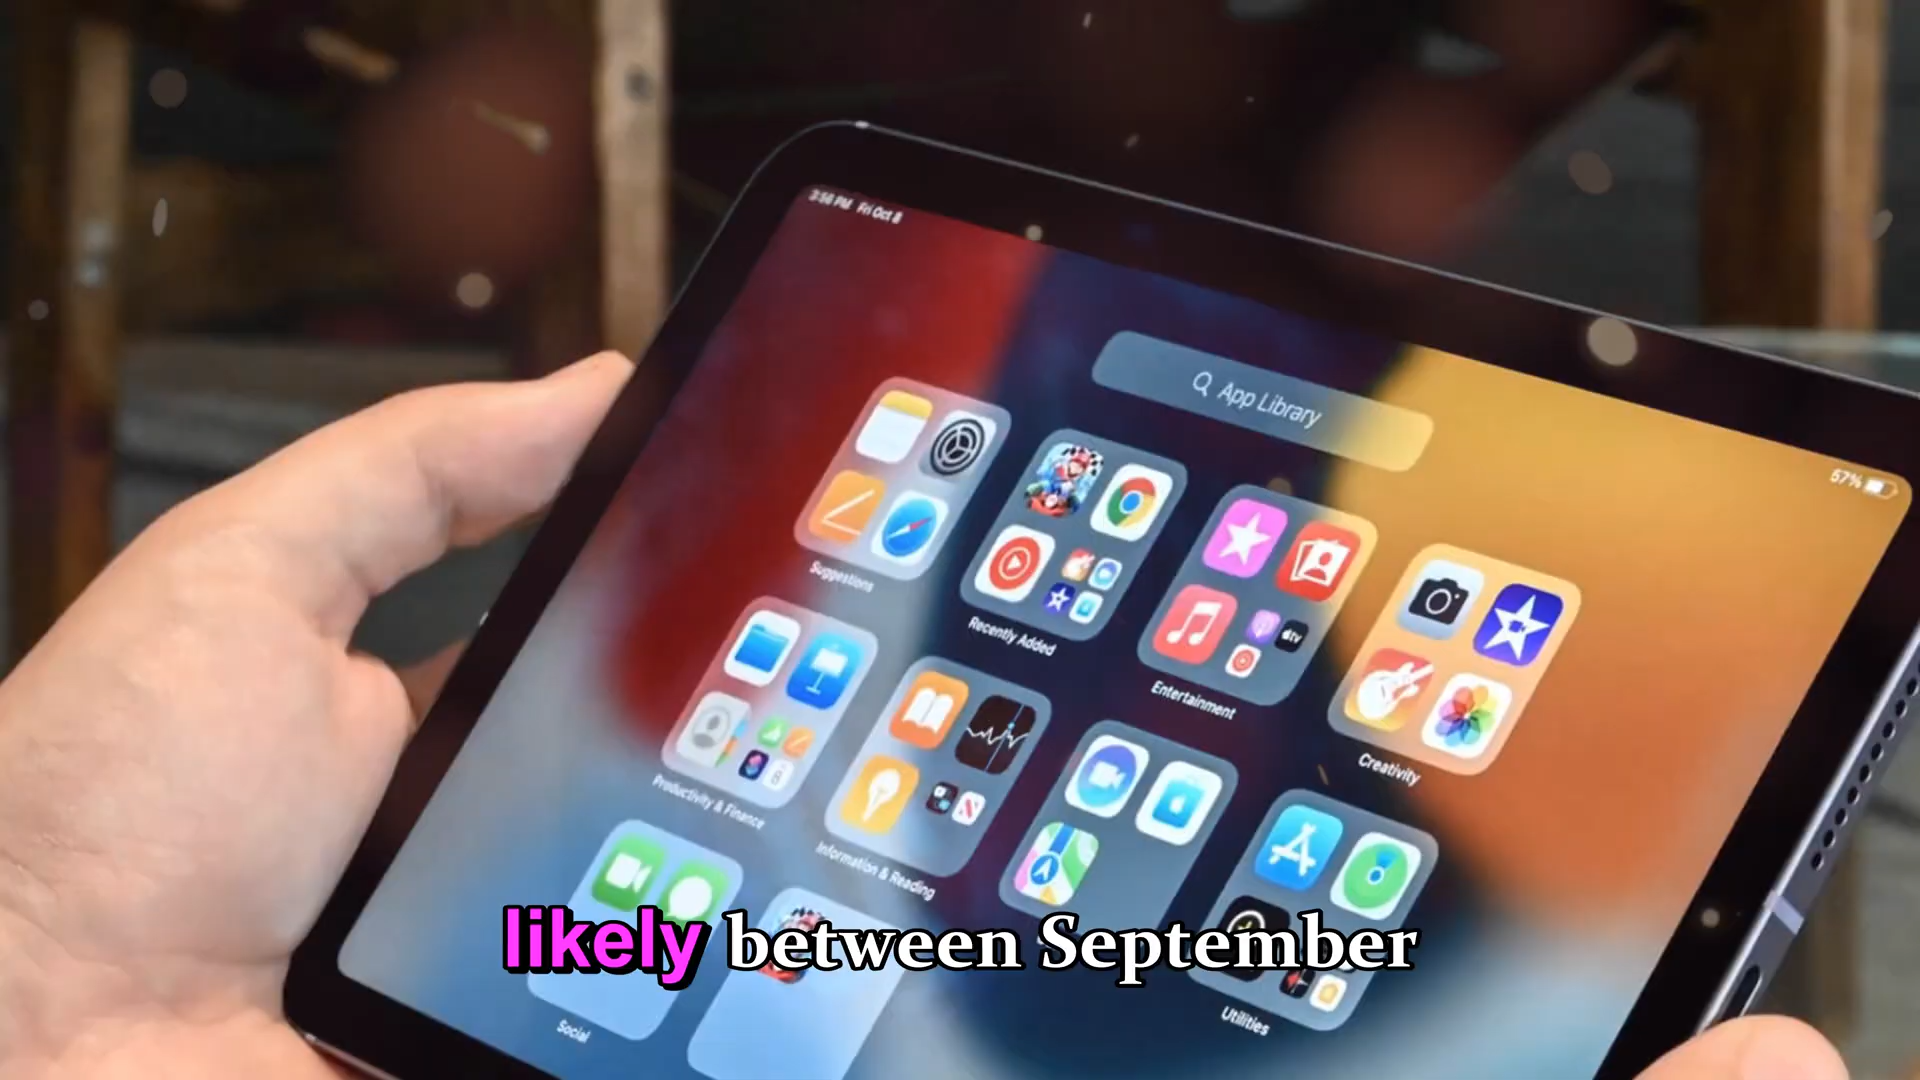 3:56 PM Fri Oct 8
57%
App Library
Suggestions
Recently Added
Entertainment
Creativity
tv
Productivity & Finance
Information & Reading
Utilities
Social
likely between September